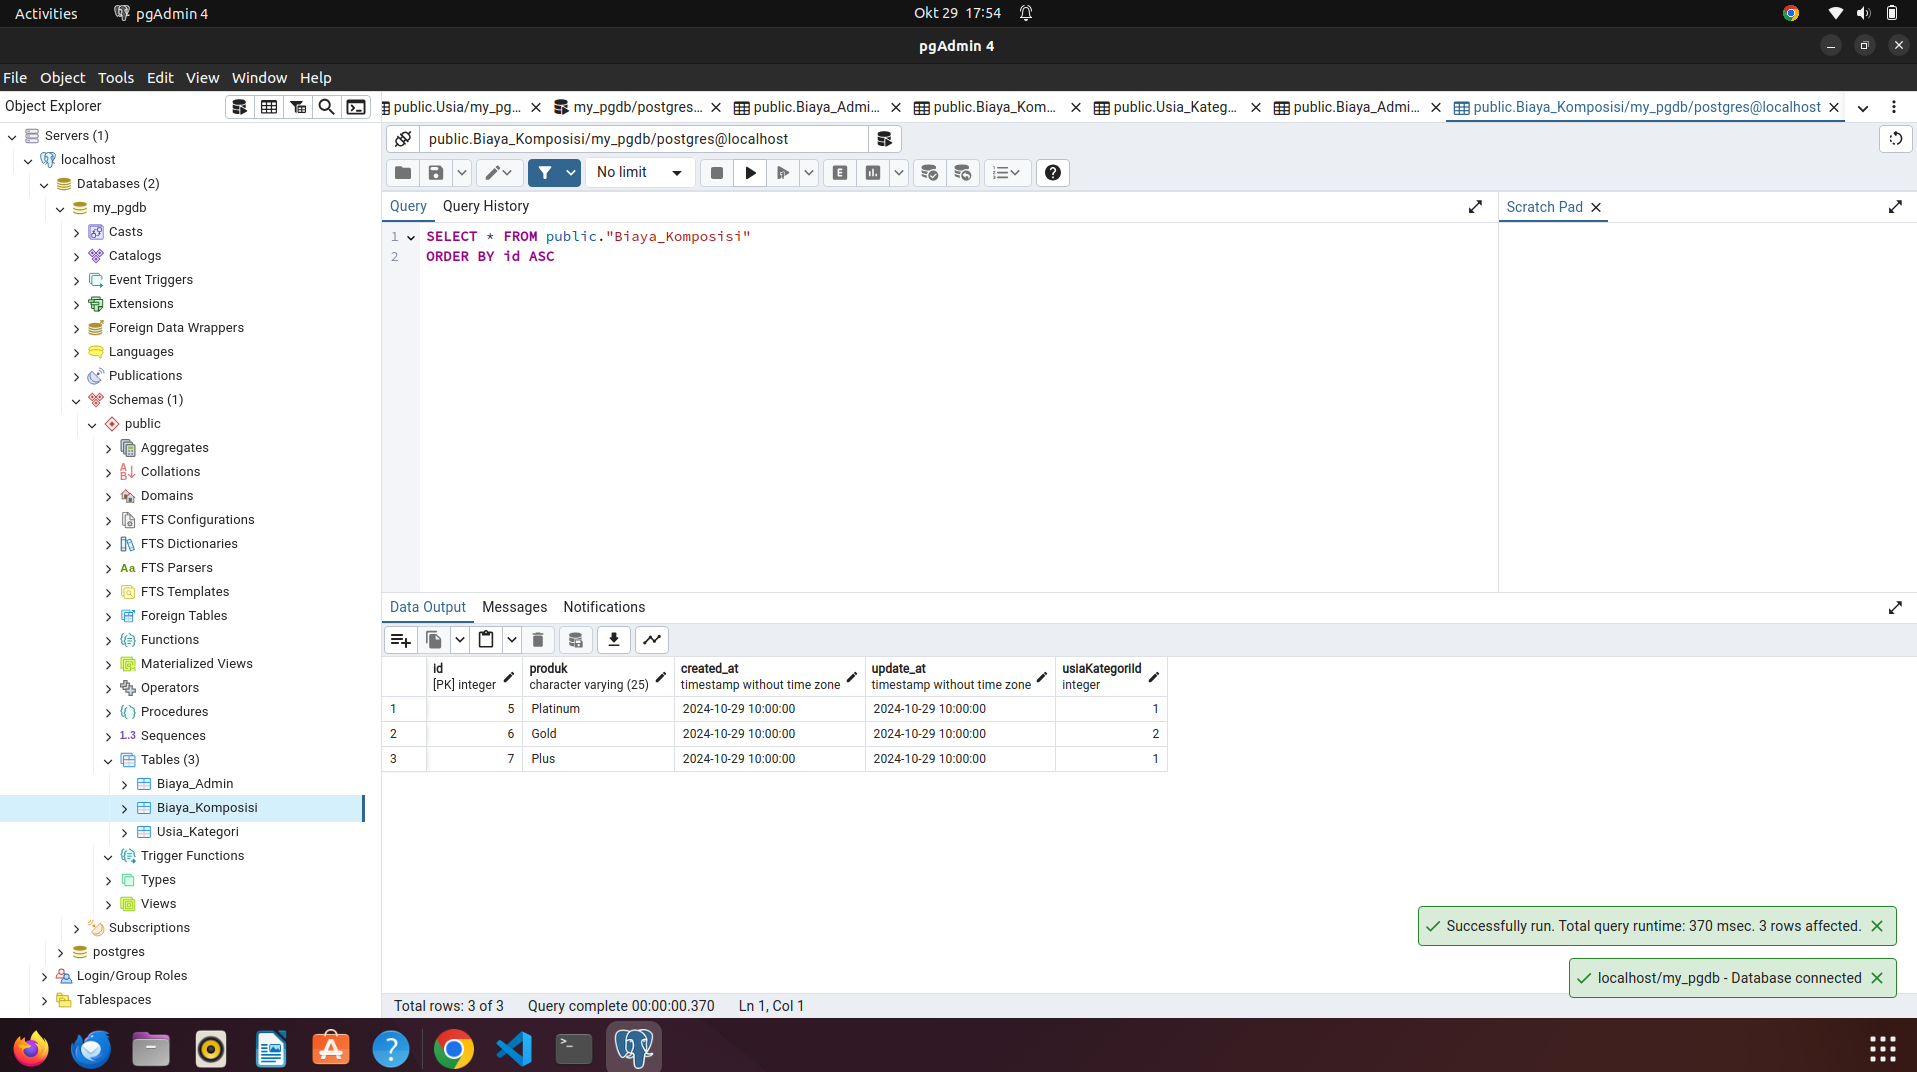 Activities
pgAdmin 4
Okt 29 17:54
pgAdmin 4
File Object Tools Edit View Window Help
Object Explorer
public.Usia/my_pg...
my_pgdb/postgres...
public.Biaya_Admi...
public.Biaya_Kom...
public.Usia_Kateg...
public.Biaya_Admi...
public.Biaya_Komposisi/my_pgdb/postgres@localhost
public.Biaya_Komposisi/my_pgdb/postgres@localhost
No limit
E
Query Query History
Scratch Pad
1 SELECT * FROM public."Biaya_Komposisi"
2 ORDER BY id ASC
Servers (1)
localhost
Databases (2)
my_pgdb
Casts
Catalogs
Event Triggers
Extensions
Foreign Data Wrappers
Languages
Publications
Schemas (1)
public
Aggregates
Collations
Domains
FTS Configurations
FTS Dictionaries
Aa FTS Parsers
FTS Templates
Foreign Tables
Functions
Materialized Views
Operators
Procedures
1..3 Sequences
Tables (3)
Biaya_Admin
Biaya_Komposisi
Usia_Kategori
Trigger Functions
Types
Views
Subscriptions
postgres
Login/Group Roles
Tablespaces
Data Output Messages Notifications
id produk created_at update_at usiaKategoriId
[PK] integer character varying (25) timestamp without time zone timestamp without time zone integer
1 5 Platinum 2024-10-29 10:00:00 2024-10-29 10:00:00 1
2 6 Gold 2024-10-29 10:00:00 2024-10-29 10:00:00 2
3 7 Plus 2024-10-29 10:00:00 2024-10-29 10:00:00 1
Successfully run. Total query runtime: 370 msec. 3 rows affected.
localhost/my_pgdb - Database connected
Total rows: 3 of 3 Query complete 00:00:00.370 Ln 1, Col 1